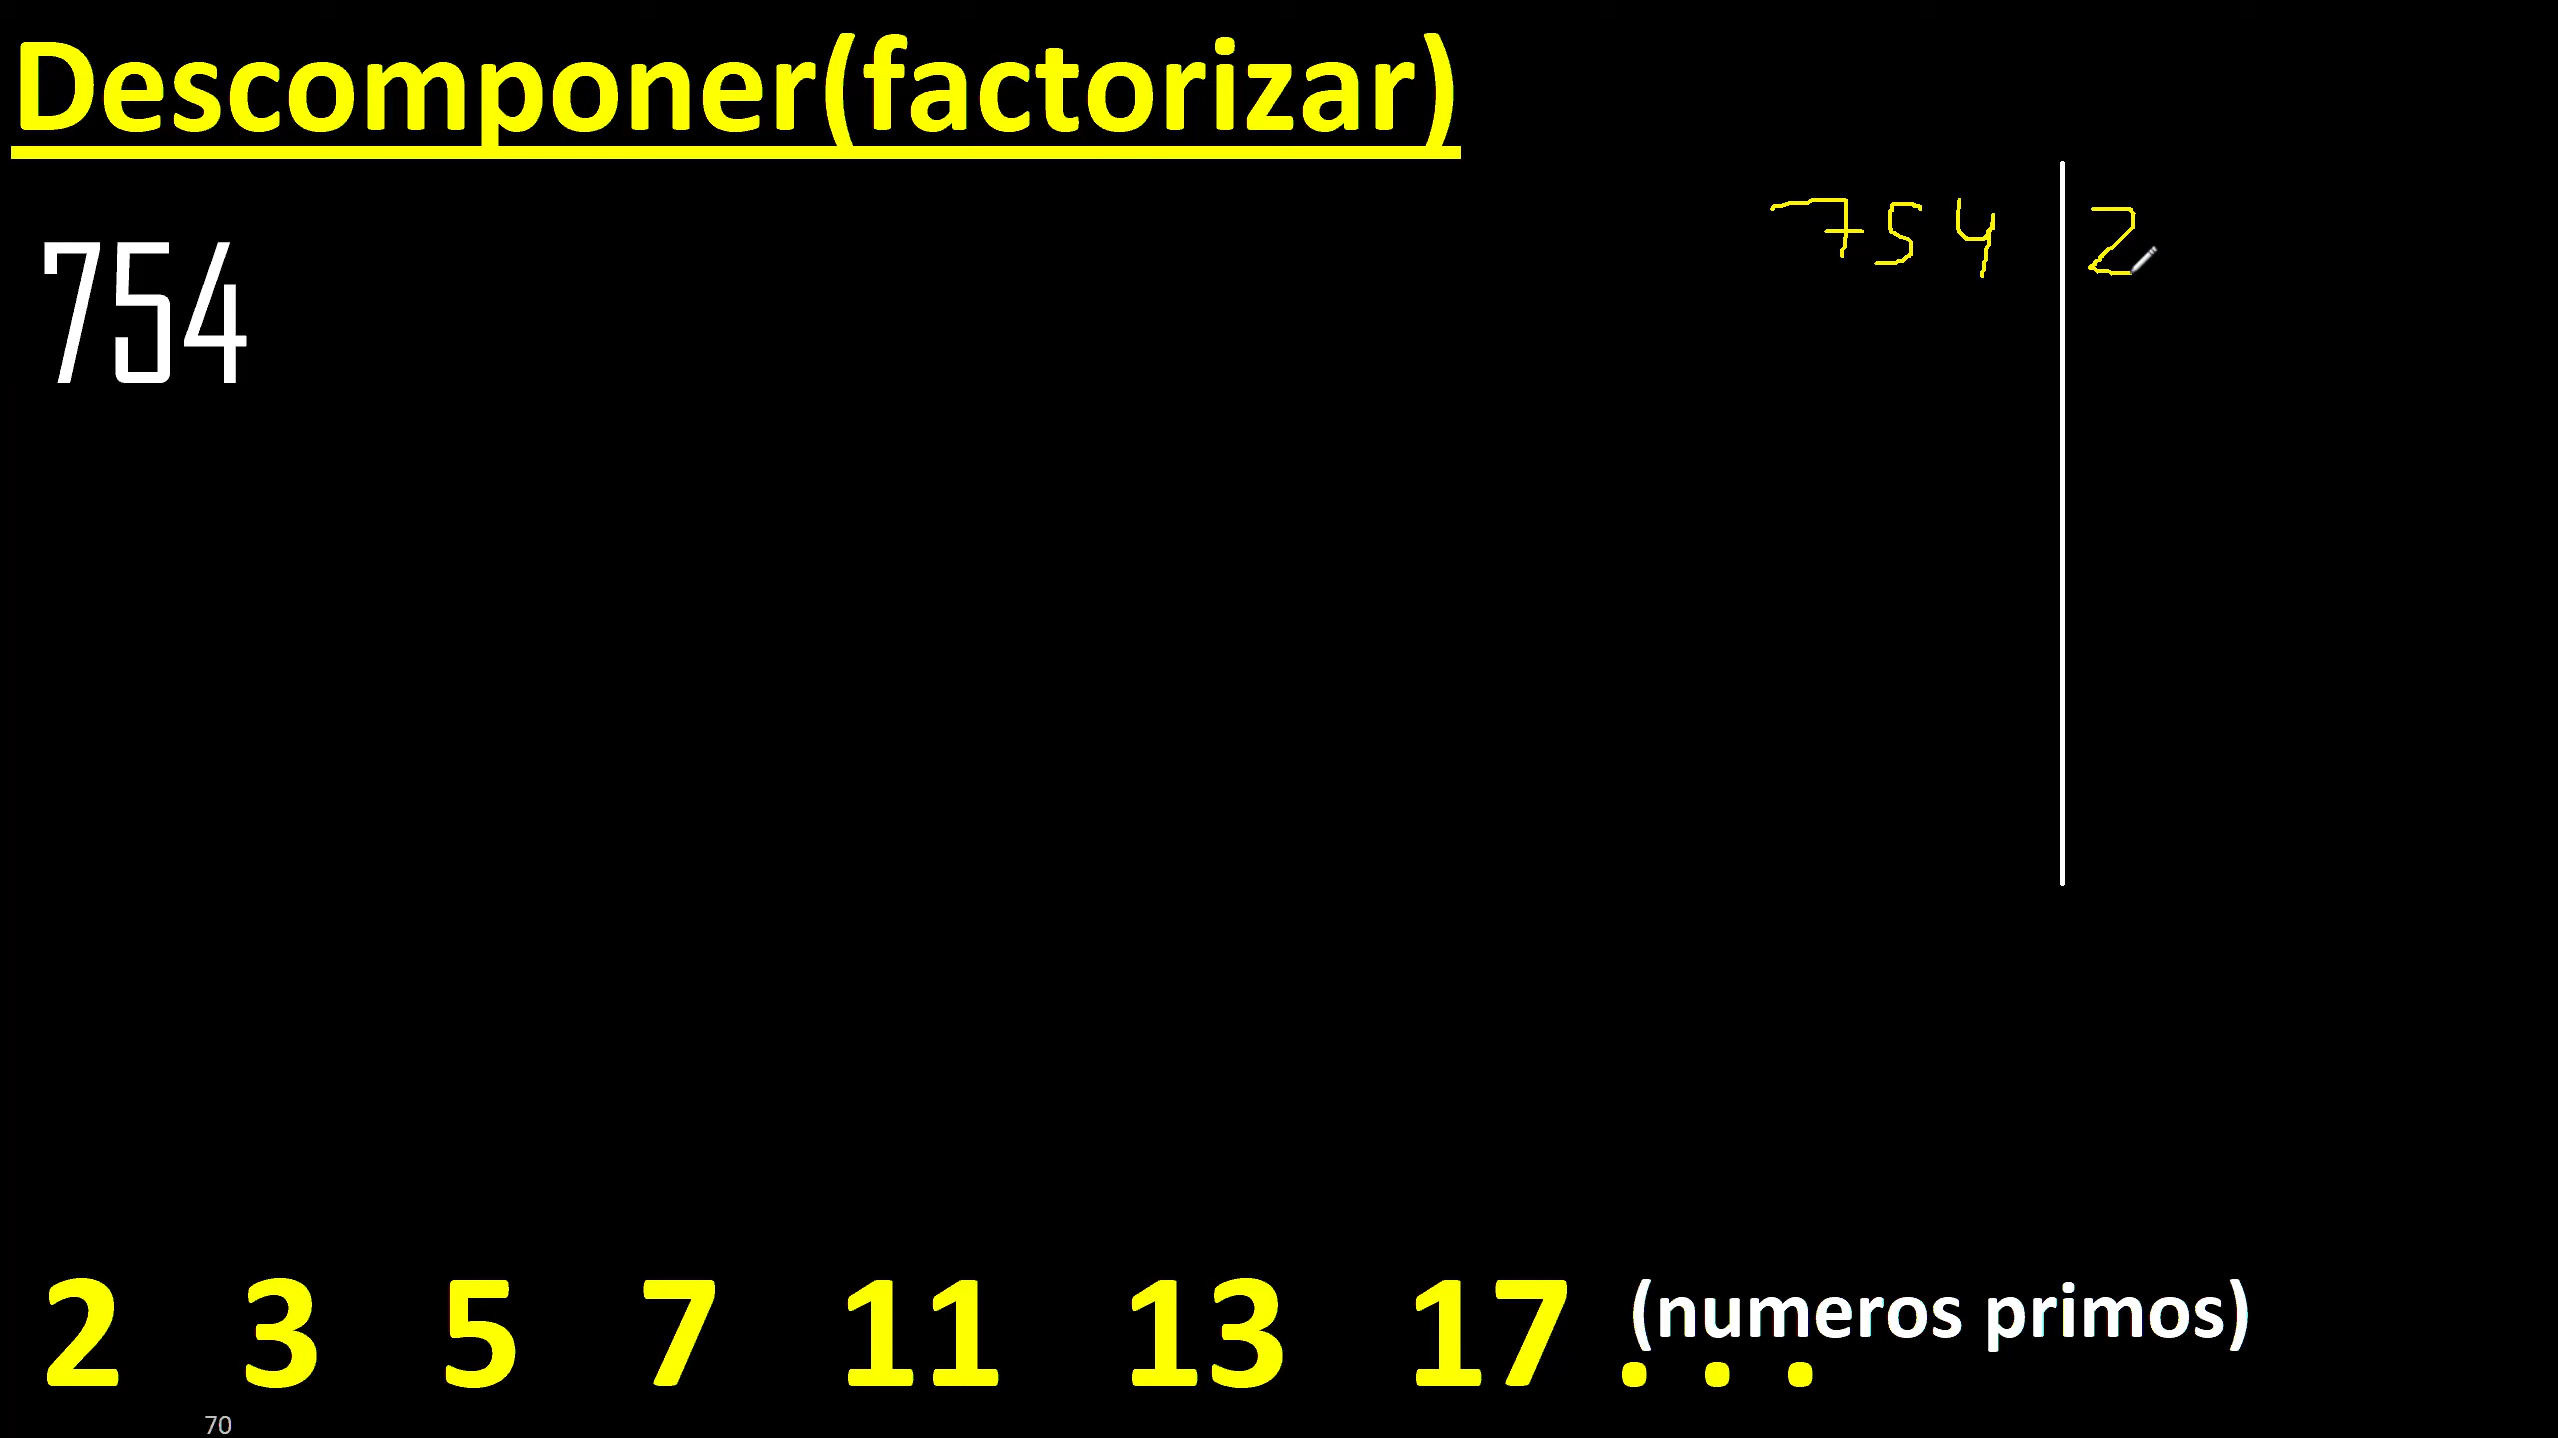 Descomponer(factorizar)
754 2
754
2 3 5 7 11 13 17 ... (numeros primos)
70